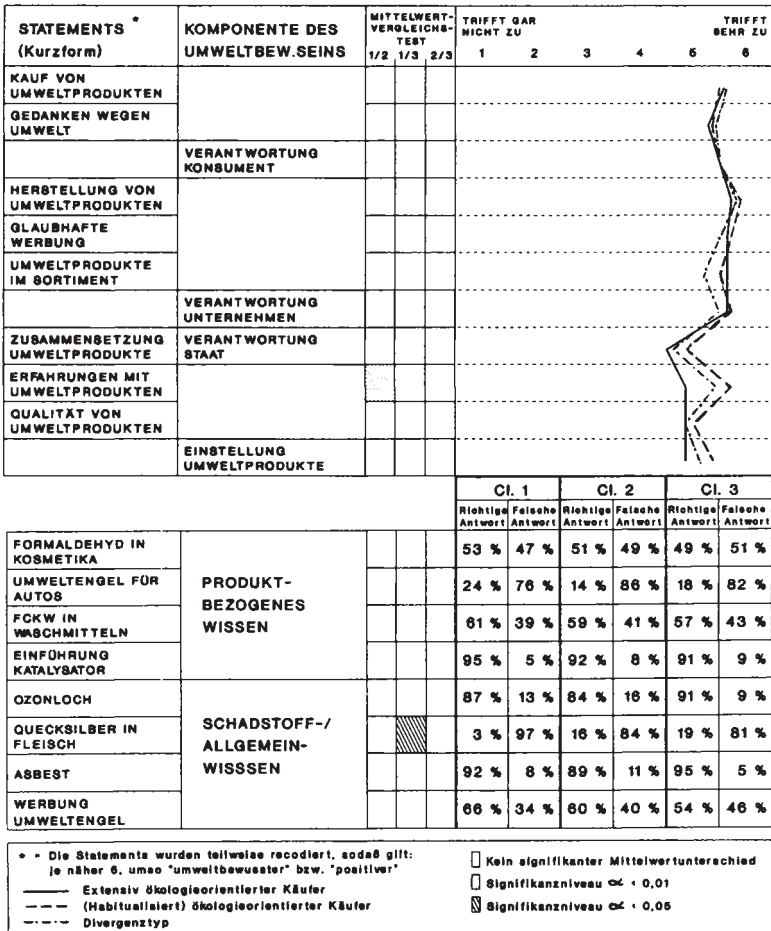 STATEMENTS *
(Kurzform)
KOMPONENTE DES
UMWELTBEW.SEINS
MITTELWERT-
VERGLEICHS-
TEST
1/2 1/3 2/3
TRIFFT GAR
NICHT ZU
TRIFFT
SEHR ZU
1 2 3 4 5 6
KAUF VON
UMWELTPRODUKTEN
GEDANKEN WEGEN
UMWELT
VERANTWORTUNG
KONSUMENT
HERSTELLUNG VON
UMWELTPRODUKTEN
GLAUBHAFTE
WERBUNG
UMWELTPRODUKTE
IM SORTIMENT
VERANTWORTUNG
UNTERNEHMEN
ZUSAMMENSETZUNG
UMWELTPRODUKTE
VERANTWORTUNG
STAAT
ERFAHRUNGEN MIT
UMWELTPRODUKTEN
QUALITÄT VON
UMWELTPRODUKTEN
EINSTELLUNG
UMWELTPRODUKTE
Cl. 1 Cl. 2 Cl. 3
Richtige Falsche Richtige Falsche Richtige Falsche
Antwort Antwort Antwort Antwort Antwort Antwort
FORMALDEHYD IN
KOSMETIKA
53 % 47 % 51 % 49 % 49 % 51 %
UMWELTENGEL FÜR
AUTOS
24 % 76 % 14 % 86 % 18 % 82 %
PRODUKT-
BEZOGENES
WISSEN
FCKW IN
WASCHMITTELN
61 % 39 % 59 % 41 % 57 % 43 %
EINFÜHRUNG
KATALYSATOR
95 % 5 % 92 % 8 % 91 % 9 %
OZONLOCH
87 % 13 % 84 % 16 % 91 % 9 %
QUECKSILBER IN
FLEISCH
3 % 97 % 16 % 84 % 19 % 81 %
SCHADSTOFF-/
ALLGEMEIN-
WISSSEN
ASBEST
92 % 8 % 89 % 11 % 95 % 5 %
WERBUNG
UMWELTENGEL
66 % 34 % 60 % 40 % 54 % 46 %
* - Die Statements wurden teilweise recodiert, sodaß gilt:
je näher 6, umso "umweltbewusster" bzw. "positiver"
Extensiv ökologieorientierter Käufer
(Habitualisiert) ökologieorientierter Käufer
Divergenztyp
Kein signifikanter Mittelwertunterschied
Signifikanzniveau α < 0,01
Signifikanzniveau α < 0,05